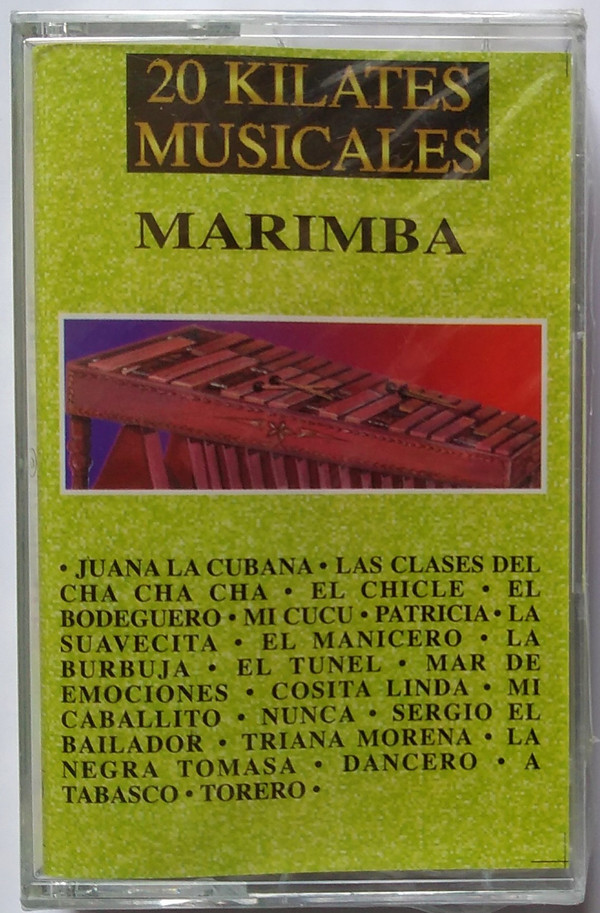 20 KILATES
MUSICALES
MARIMBA
• JUANA LA CUBANA • LAS CLASES DEL
CHA CHA CHA • EL CHICLE • EL
BODEGUERO • MI CUCU • PATRICIA • LA
SUAVECITA • EL MANICERO • LA
BURBUJA • EL TUNEL • MAR DE
EMOCIONES • COSITA LINDA • MI
CABALLITO • NUNCA • SERGIO EL
BAILADOR • TRIANA MORENA • LA
NEGRA TOMASA • DANCERO • A
TABASCO • TORERO •